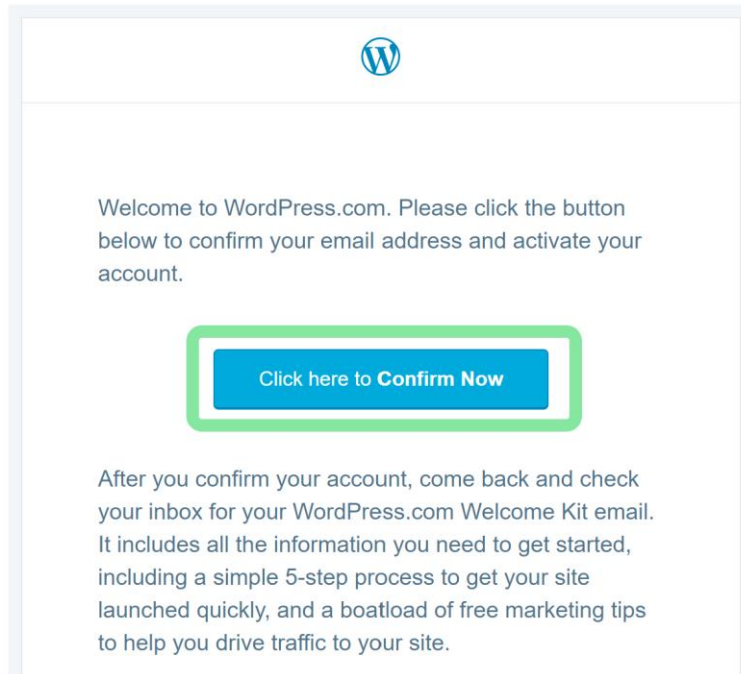 Welcome to WordPress.com. Please click the button
below to confirm your email address and activate your
account.
Click here to Confirm Now
After you confirm your account, come back and check
your inbox for your WordPress.com Welcome Kit email.
It includes all the information you need to get started,
including a simple 5-step process to get your site
launched quickly, and a boatload of free marketing tips
to help you drive traffic to your site.